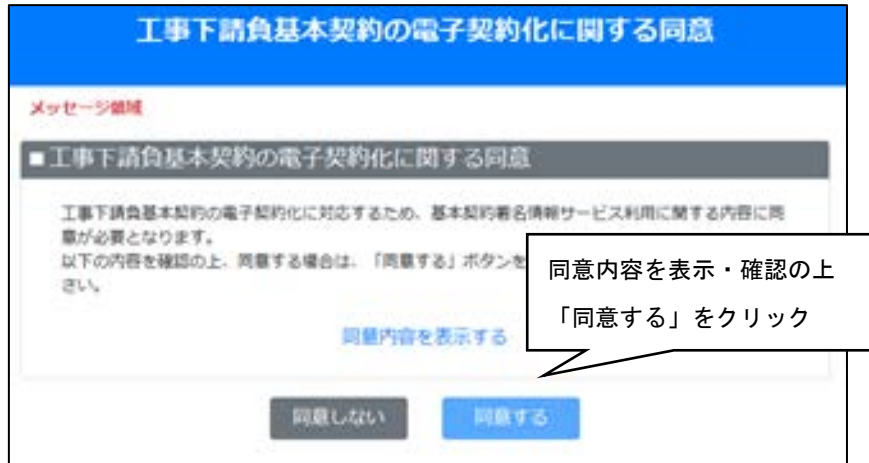 工事下請負基本契約の電子契約化に関する同意
メッセージ領域
■工事下請負基本契約の電子契約化に関する同意
工事下請負基本契約の電子契約化に対応するため、基本契約署名情報サービス利用に関する内容に同
意が必要となります。
以下の内容を確認の上、同意する場合は、「同意する」ボタンを
さい。
同意内容を表示する
同意内容を表示・確認の上
「同意する」をクリック
同意しない
同意する